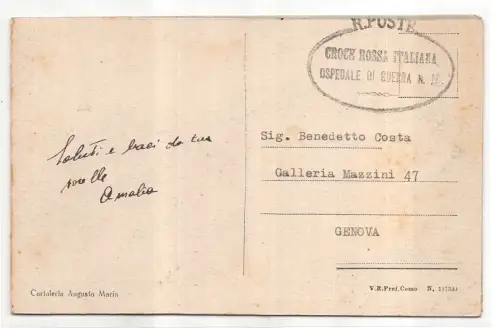 R. POSTE
CROCE ROSSA ITALIANA
OSPEDALE DI GUERRA N.
Saluti e baci da tua
sorella
Amalia
Sig. Benedetto Costa
Galleria Mazzini 47
GENOVA
Cartoleria Augusto Maria
V.R.Pref.Como N.